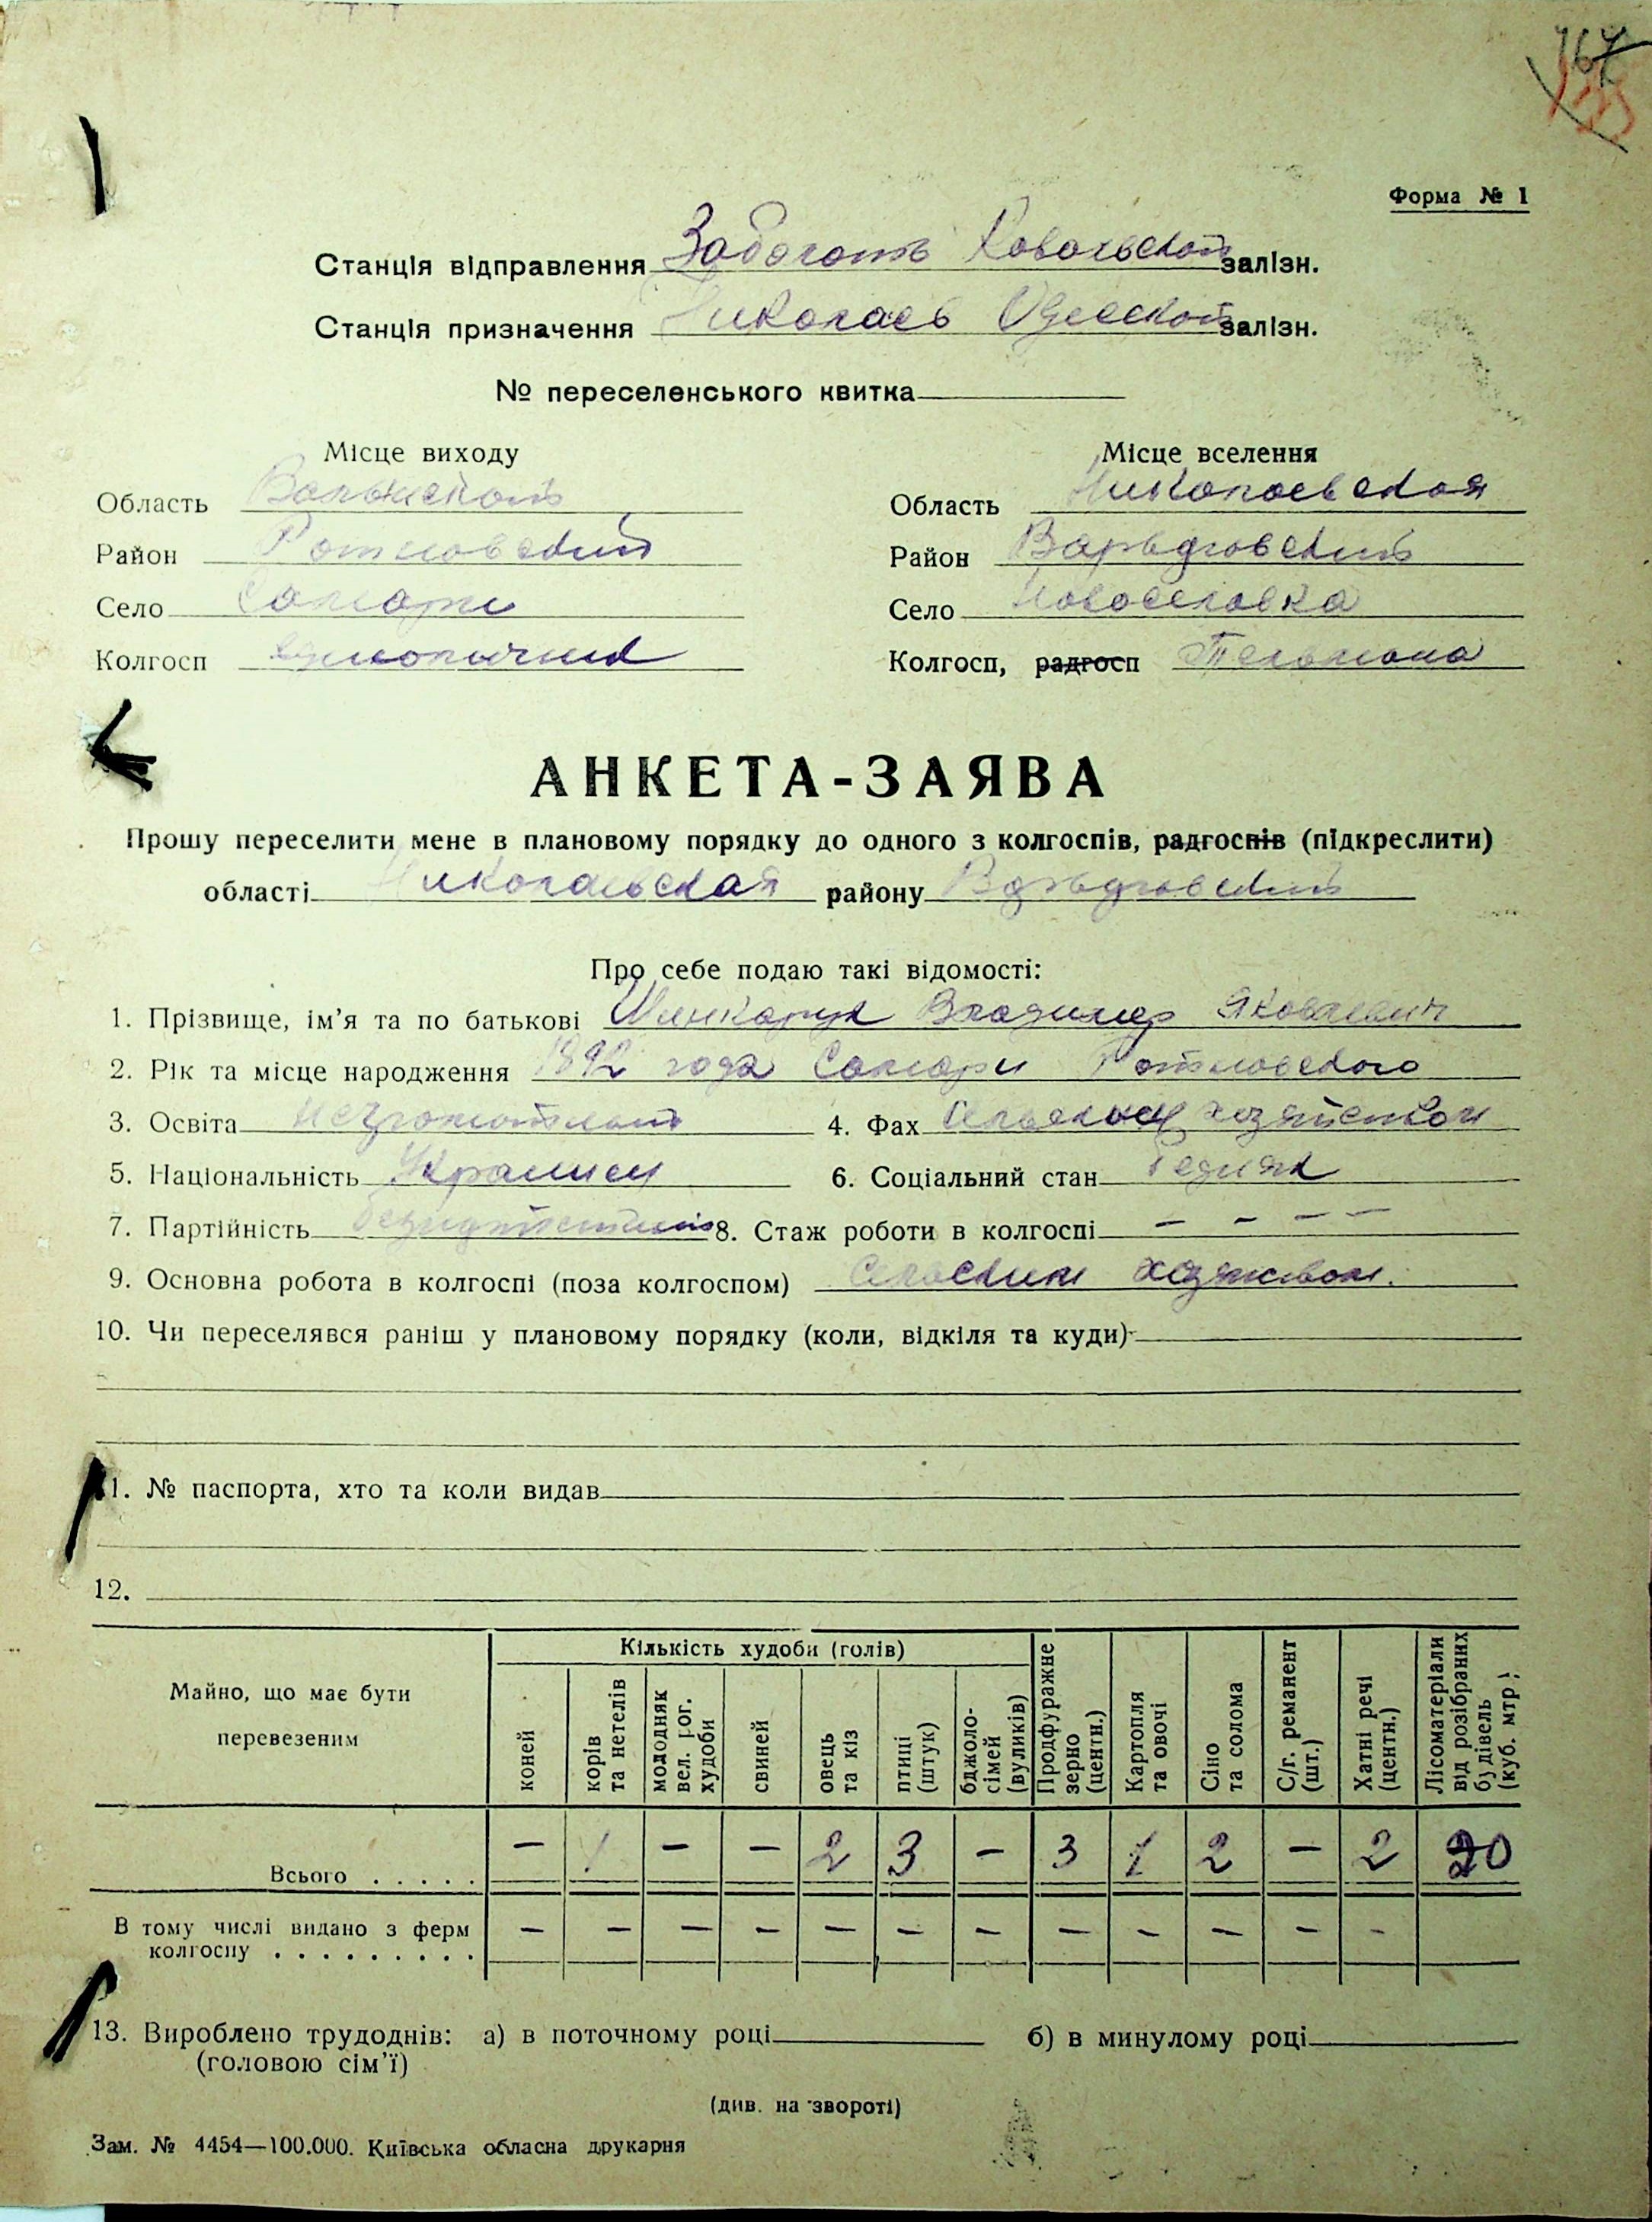 Форма № 1
Станція відправлення Заболоть Ковельской залізн.
Станція призначення Николаев Одесской залізн.
№ переселенського квитка
Місце виходу Місце вселення
Область Область Николаевская
Район Ратновский Район Варваровский
Село Самары Село Новоселовка
Колгосп единоличник Колгосп, радгосп Тельмана
АНКЕТА-ЗАЯВА
Прошу переселити мене в плановому порядку до одного з колгоспів, радгоспів (підкреслити)
області Николаевская району
Про себе подаю такі відомості:
1. Прізвище, ім’я та по батькові Владимир Яковлевич
2. Рік та місце народження 1892 года Самары Ратновского
3. Освіта неграмотный 4. Фах
5. Національність Украинец 6. Соціальний стан бедняк
7. Партійність 8. Стаж роботи в колгоспі – – – –
9. Основна робота в колгоспі (поза колгоспом) Сельским
10. Чи переселявся раніш у плановому порядку (коли, відкіля та куди)
11. № паспорта, хто та коли видав
12.
Майно, що має бути перевезеним
Кількість худоби (голів)
коней
корів та нетелів
молодняк вел. рог. худоби
свиней
овець та кіз
птиці (штук)
бджоло-сімей (вуликів)
Продфуражне зерно (центн.)
Картопля та овочі
Сіно та солома
С/г. реманент (шт.)
Хатні речі (центн.)
Лісоматеріали від розібраних будівель (куб. мтр.)
Всього . . . . . – 1 – – 2 3 – 3 1 2 – 2 20
В тому числі видано з ферм
колгоспу . . . . . . . . . – – – – – – – – – – – –
13. Вироблено трудоднів: а) в поточному році б) в минулому році
(головою сім’ї)
(див. на звороті)
Зам. № 4454—100.000. Київська обласна друкарня